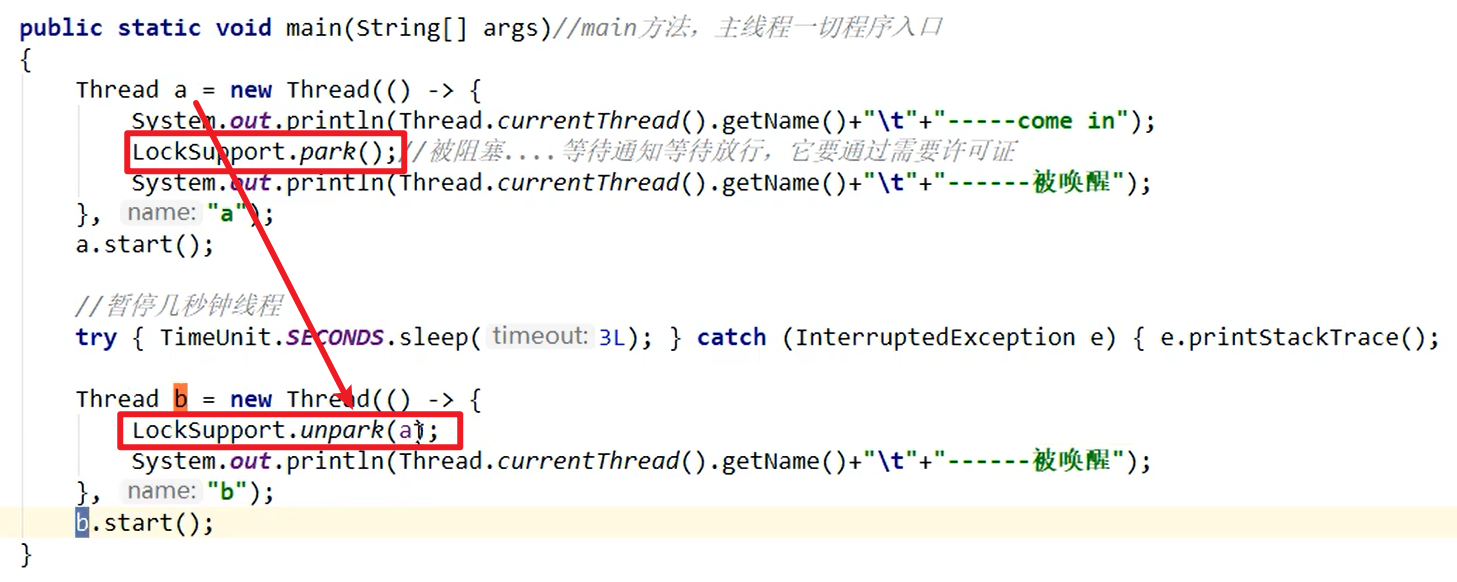 public static void main(String[] args)//main方法，主线程一切程序入口
{
Thread a = new Thread(() -> {
System.out.println(Thread.currentThread().getName()+"\t"+"-----come in");
LockSupport.park();//被阻塞....等待通知等待放行，它要通过需要许可证
System.out.println(Thread.currentThread().getName()+"\t"+"------被唤醒");
}, name: "a");
a.start();
//暂停几秒钟线程
try { TimeUnit.SECONDS.sleep( timeout: 3L); } catch (InterruptedException e) { e.printStackTrace();
Thread b = new Thread(() -> {
LockSupport.unpark(a);
System.out.println(Thread.currentThread().getName()+"\t"+"------被唤醒");
}, name: "b");
b.start();
}